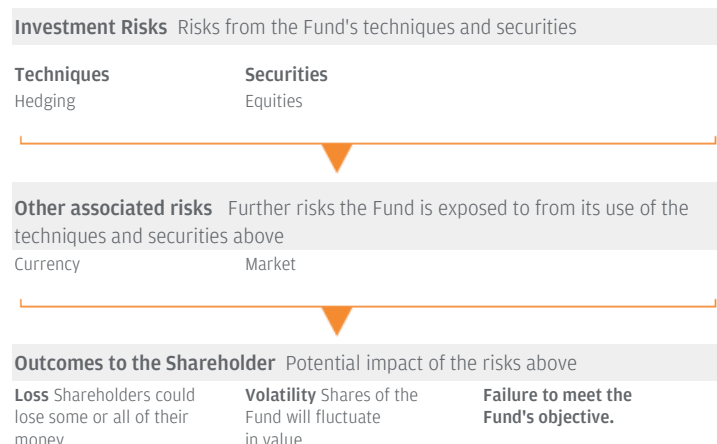 Investment Risks Risks from the Fund's techniques and securities
Techniques Securities
Hedging Equities
Other associated risks Further risks the Fund is exposed to from its use of the
techniques and securities above
Currency Market
Outcomes to the Shareholder Potential impact of the risks above
Loss Shareholders could Volatility Shares of the Failure to meet the
lose some or all of their Fund will fluctuate Fund's objective.
money in value